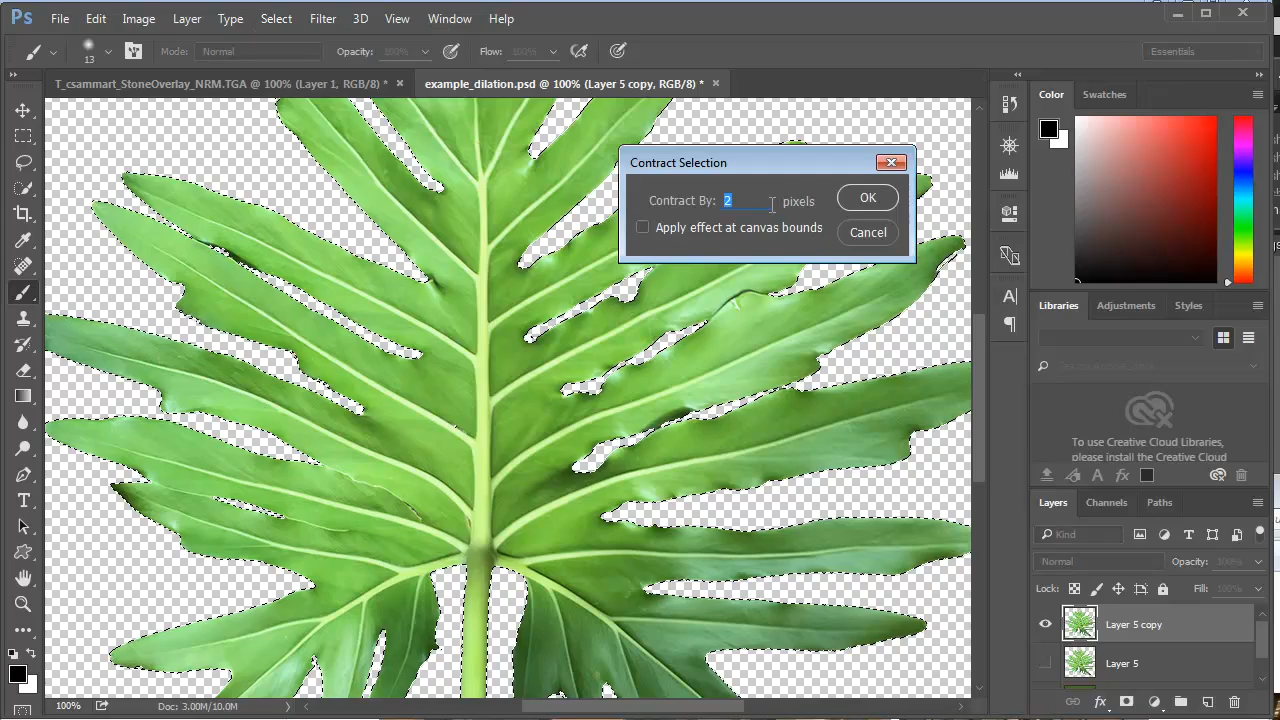 Ps File Edit Image Layer Type Select Filter 3D View Window Help
13 Mode: Normal Opacity: 100% Flow: 100% Essentials
T_csammart_StoneOverlay_NRM.TGA @ 100% (Layer 1, RGB/8) * × example_dilation.psd @ 100% (Layer 5 copy, RGB/8) * ×
Color Swatches
Contract Selection
Contract By: 2 pixels OK
Apply effect at canvas bounds Cancel
Libraries Adjustments Styles
To use Creative Cloud Libraries,
please install the Creative Cloud
Layers Channels Paths
Kind
Normal Opacity: 100%
Lock: Fill: 100%
Layer 5 copy
Layer 5
100% Doc: 3.00M/10.0M